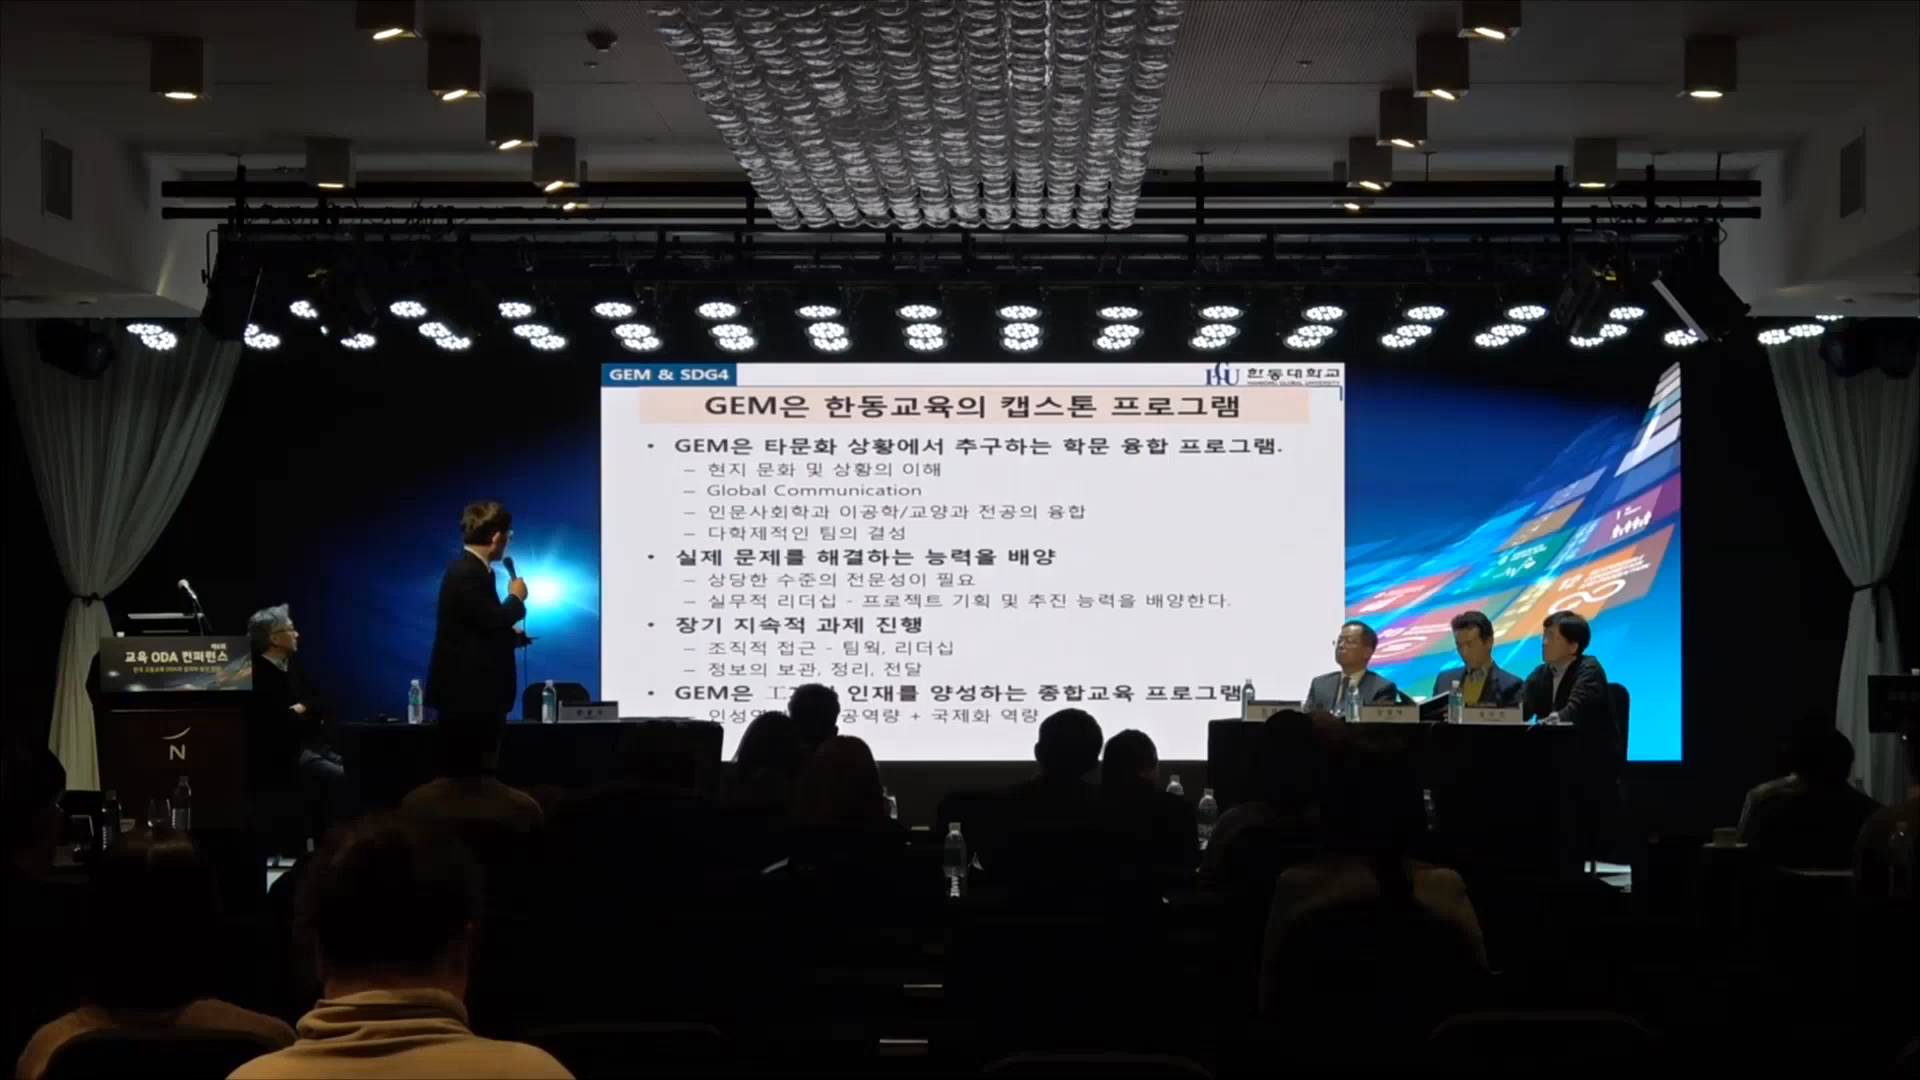 GEM & SDG4
HGU 한동대학교
HANDONG GLOBAL UNIVERSITY
GEM은 한동교육의 캡스톤 프로그램
• GEM은 타문화 상황에서 추구하는 학문 융합 프로그램.
– 현지 문화 및 상황의 이해
– Global Communication
– 인문사회학과 이공학/교양과 전공의 융합
– 다학제적인 팀의 결성
• 실제 문제를 해결하는 능력을 배양
– 상당한 수준의 전문성이 필요
– 실무적 리더십 - 프로젝트 기획 및 추진 능력을 배양한다.
• 장기 지속적 과제 진행
– 조직적 접근 - 팀웍, 리더십
– 정보의 보관, 정리, 전달
• GEM은 인재를 양성하는 종합교육 프로그램
– + 국제화 역량
교육 ODA 컨퍼런스
N